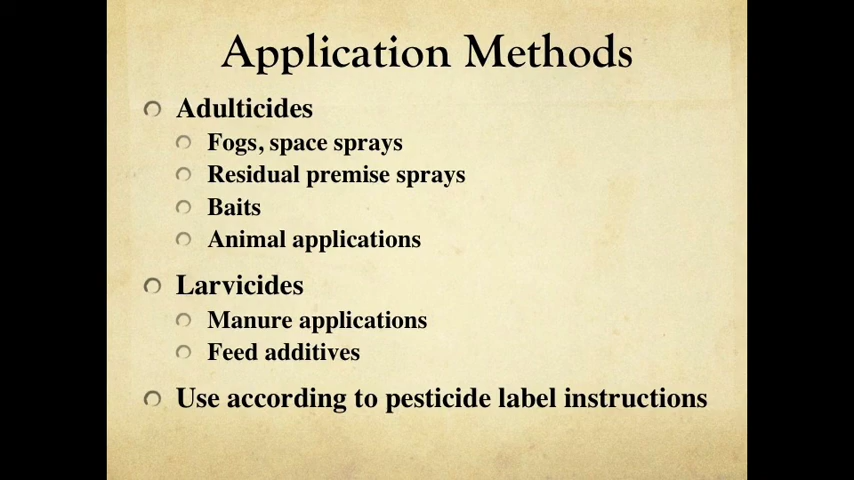 Application Methods
Adulticides
Fogs, space sprays
Residual premise sprays
Baits
Animal applications
Larvicides
Manure applications
Feed additives
Use according to pesticide label instructions